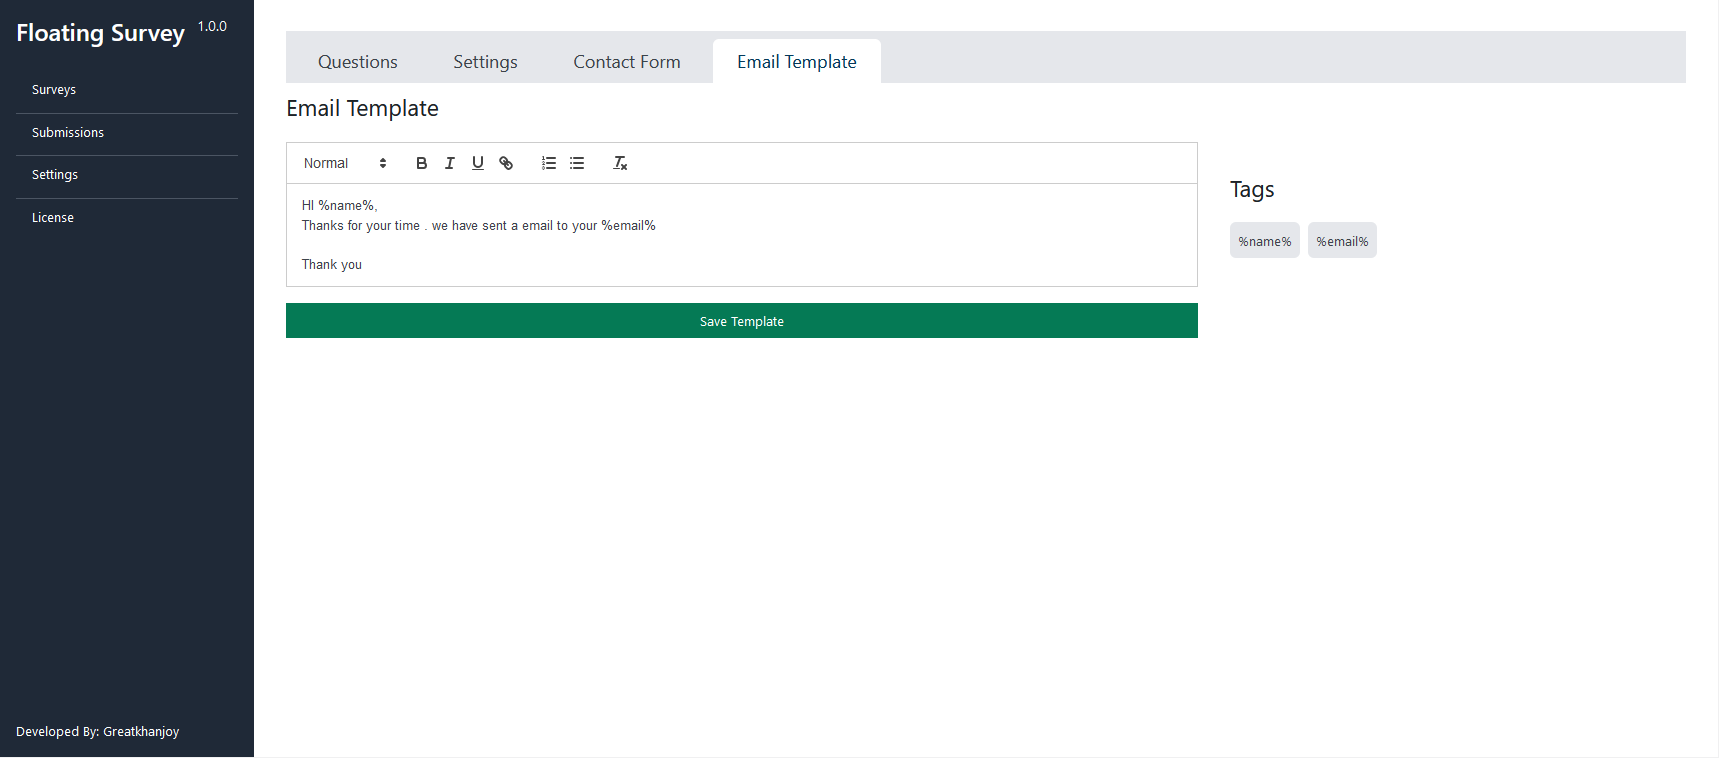 Floating Survey 1.0.0
Surveys
Submissions
Settings
License
Developed By: Greatkhanjoy
Questions Settings Contact Form Email Template
Email Template
Normal
HI %name%,
Thanks for your time . we have sent a email to your %email%
Thank you
Save Template
Tags
%name% %email%